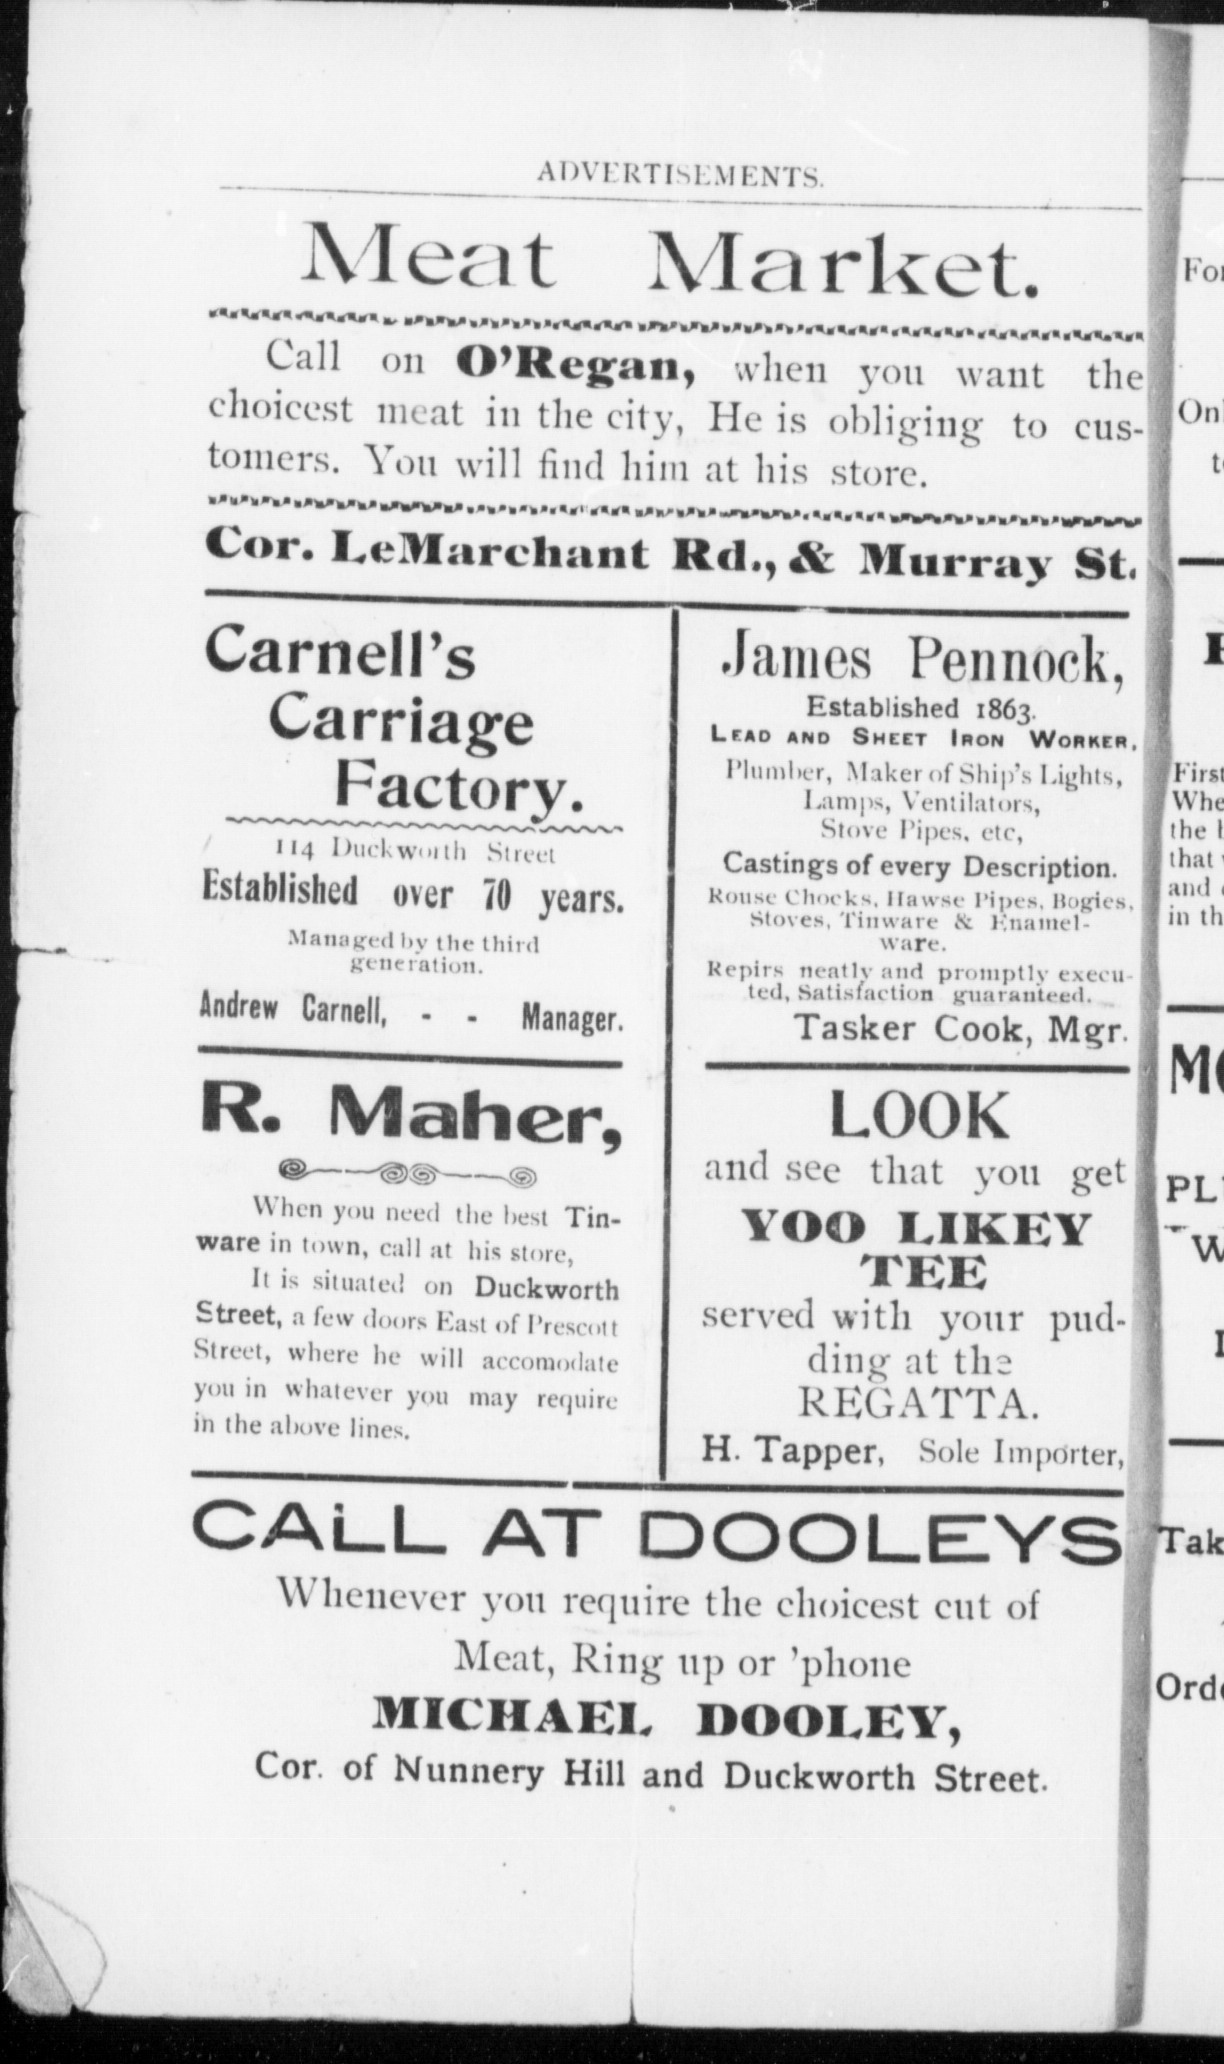 ADVERTISEMENTS.
Meat Market.
Call on O'Regan, when you want the
choicest meat in the city, He is obliging to cus-
tomers. You will find him at his store.
Cor. LeMarchant Rd., & Murray St.
Carnell's
Carriage
Factory.
114 Duckworth Street
Established over 70 years.
Managed by the third
generation.
Andrew Carnell, - - Manager.
R. Maher,
When you need the best Tin-
ware in town, call at his store,
It is situated on Duckworth
Street, a few doors East of Prescott
Street, where he will accomodate
you in whatever you may require
in the above lines.
James Pennock,
Established 1863.
LEAD AND SHEET IRON WORKER,
Plumber, Maker of Ship's Lights,
Lamps, Ventilators,
Stove Pipes, etc,
Castings of every Description.
Rouse Chocks, Hawse Pipes, Bogies,
Stoves, Tinware & Enamel-
ware.
Repirs neatly and promptly execu-
ted, Satisfaction guaranteed.
Tasker Cook, Mgr.
LOOK
and see that you get
YOO LIKEY
TEE
served with your pud-
ding at the
REGATTA.
H. Tapper, Sole Importer,
CALL AT DOOLEYS
Whenever you require the choicest cut of
Meat, Ring up or 'phone
MICHAEL DOOLEY,
Cor. of Nunnery Hill and Duckworth Street.
First
the
that
and
in th